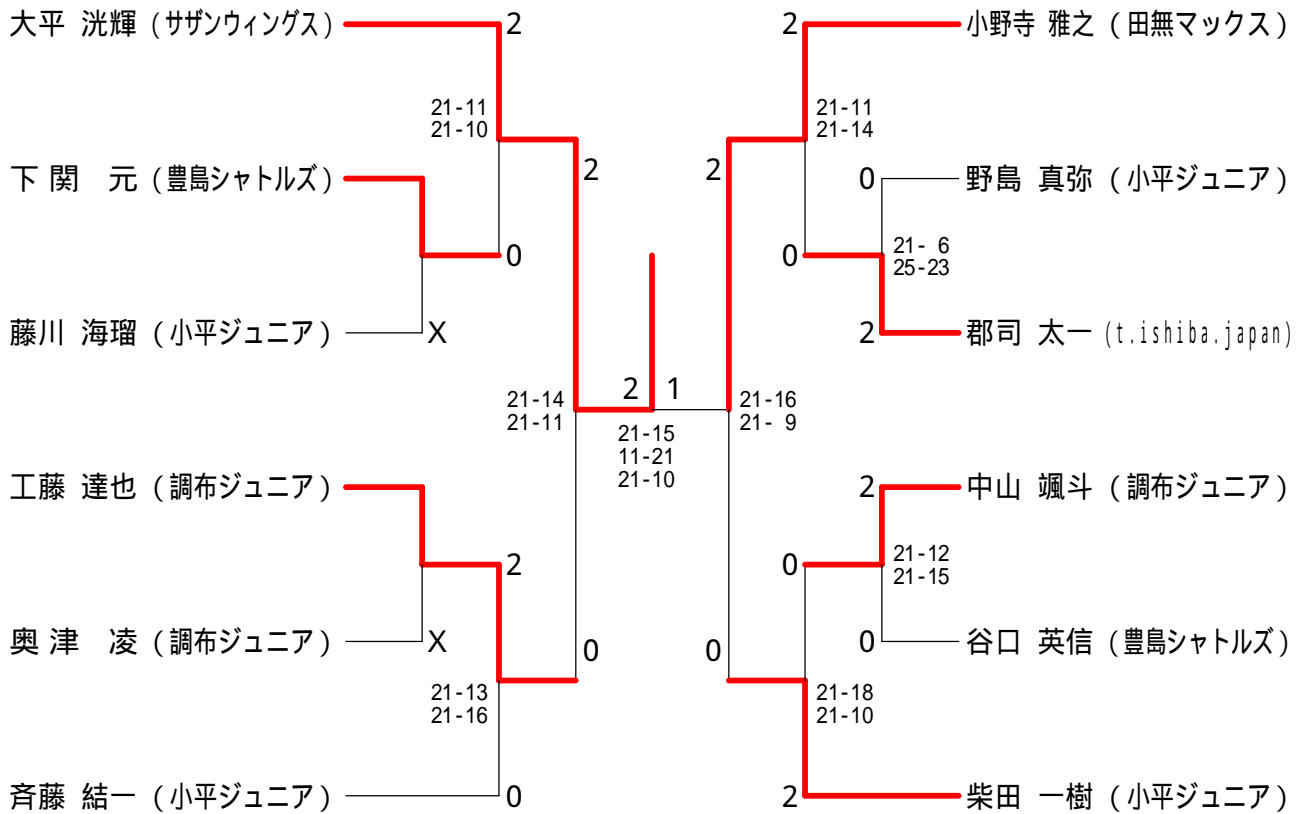 大平 洸輝 (サザンウィングス)
2
21-11
21-10
下関 元 (豊島シャトルズ)
0
藤川 海瑠 (小平ジュニア)
X
2
21-14
21-11
工藤 達也 (調布ジュニア)
2
奥津 凌 (調布ジュニア)
X
0
21-13
21-16
斉藤 結一 (小平ジュニア)
0
2 1
21-15
11-21
21-10
2
小野寺 雅之 (田無マックス)
21-11
21-14
2
0
野島 真弥 (小平ジュニア)
0
21- 6
25-23
2
郡司 太一 (t.ishiba.japan)
21-16
21- 9
2
中山 颯斗 (調布ジュニア)
0
21-12
21-15
0
谷口 英信 (豊島シャトルズ)
0
21-18
21-10
2
柴田 一樹 (小平ジュニア)